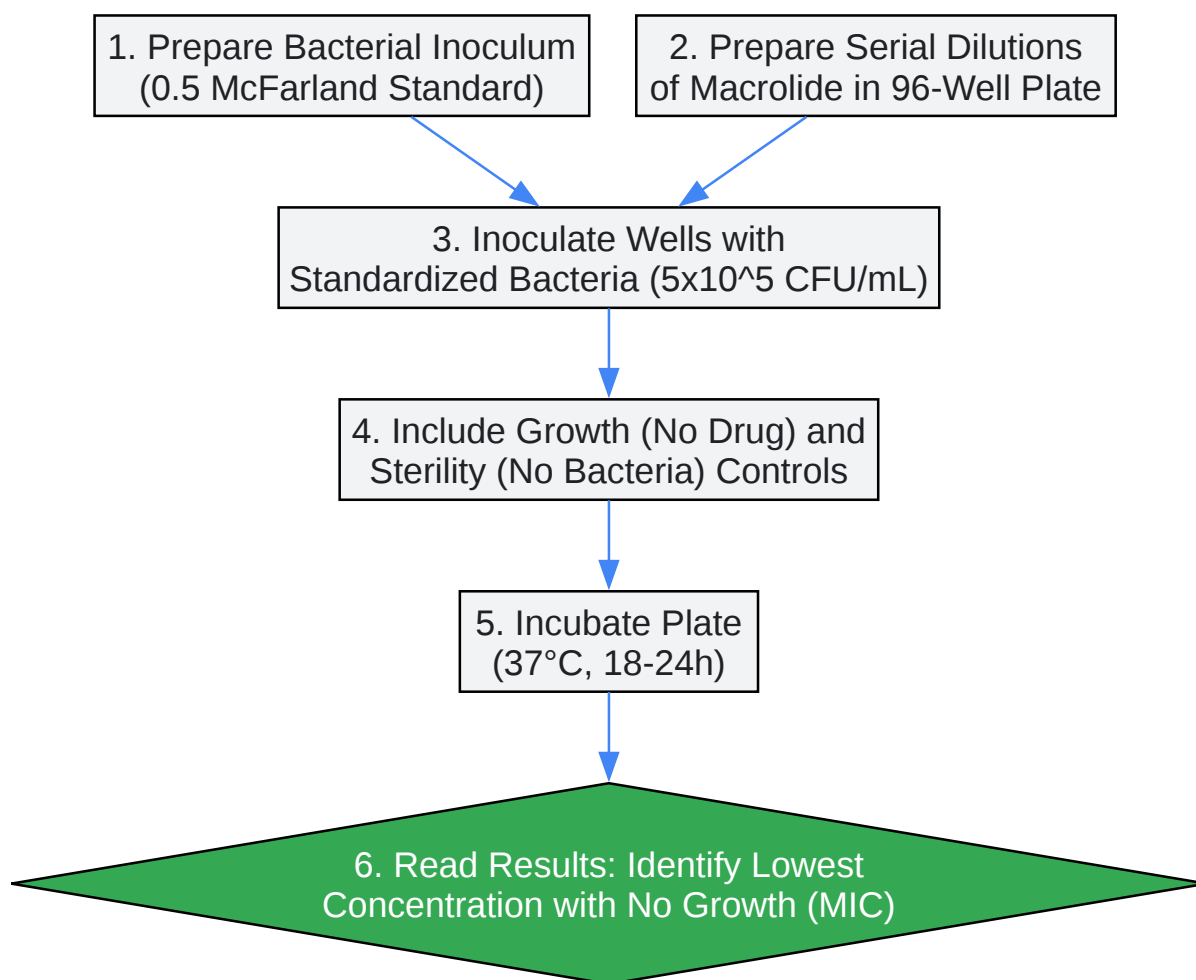 1. Prepare Bacterial Inoculum
(0.5 McFarland Standard)
2. Prepare Serial Dilutions
of Macrolide in 96-Well Plate
3. Inoculate Wells with
Standardized Bacteria (5x10^5 CFU/mL)
4. Include Growth (No Drug) and
Sterility (No Bacteria) Controls
5. Incubate Plate
(37°C, 18-24h)
6. Read Results: Identify Lowest
Concentration with No Growth (MIC)